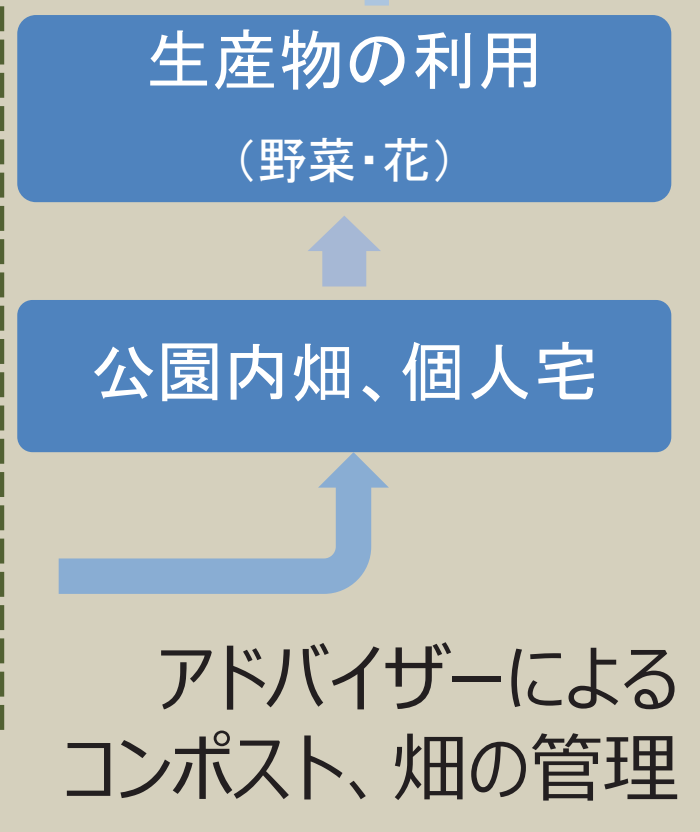 生産物の利用
（野菜・花）
公園内畑、個人宅
アドバイザーによる
コンポスト、畑の管理